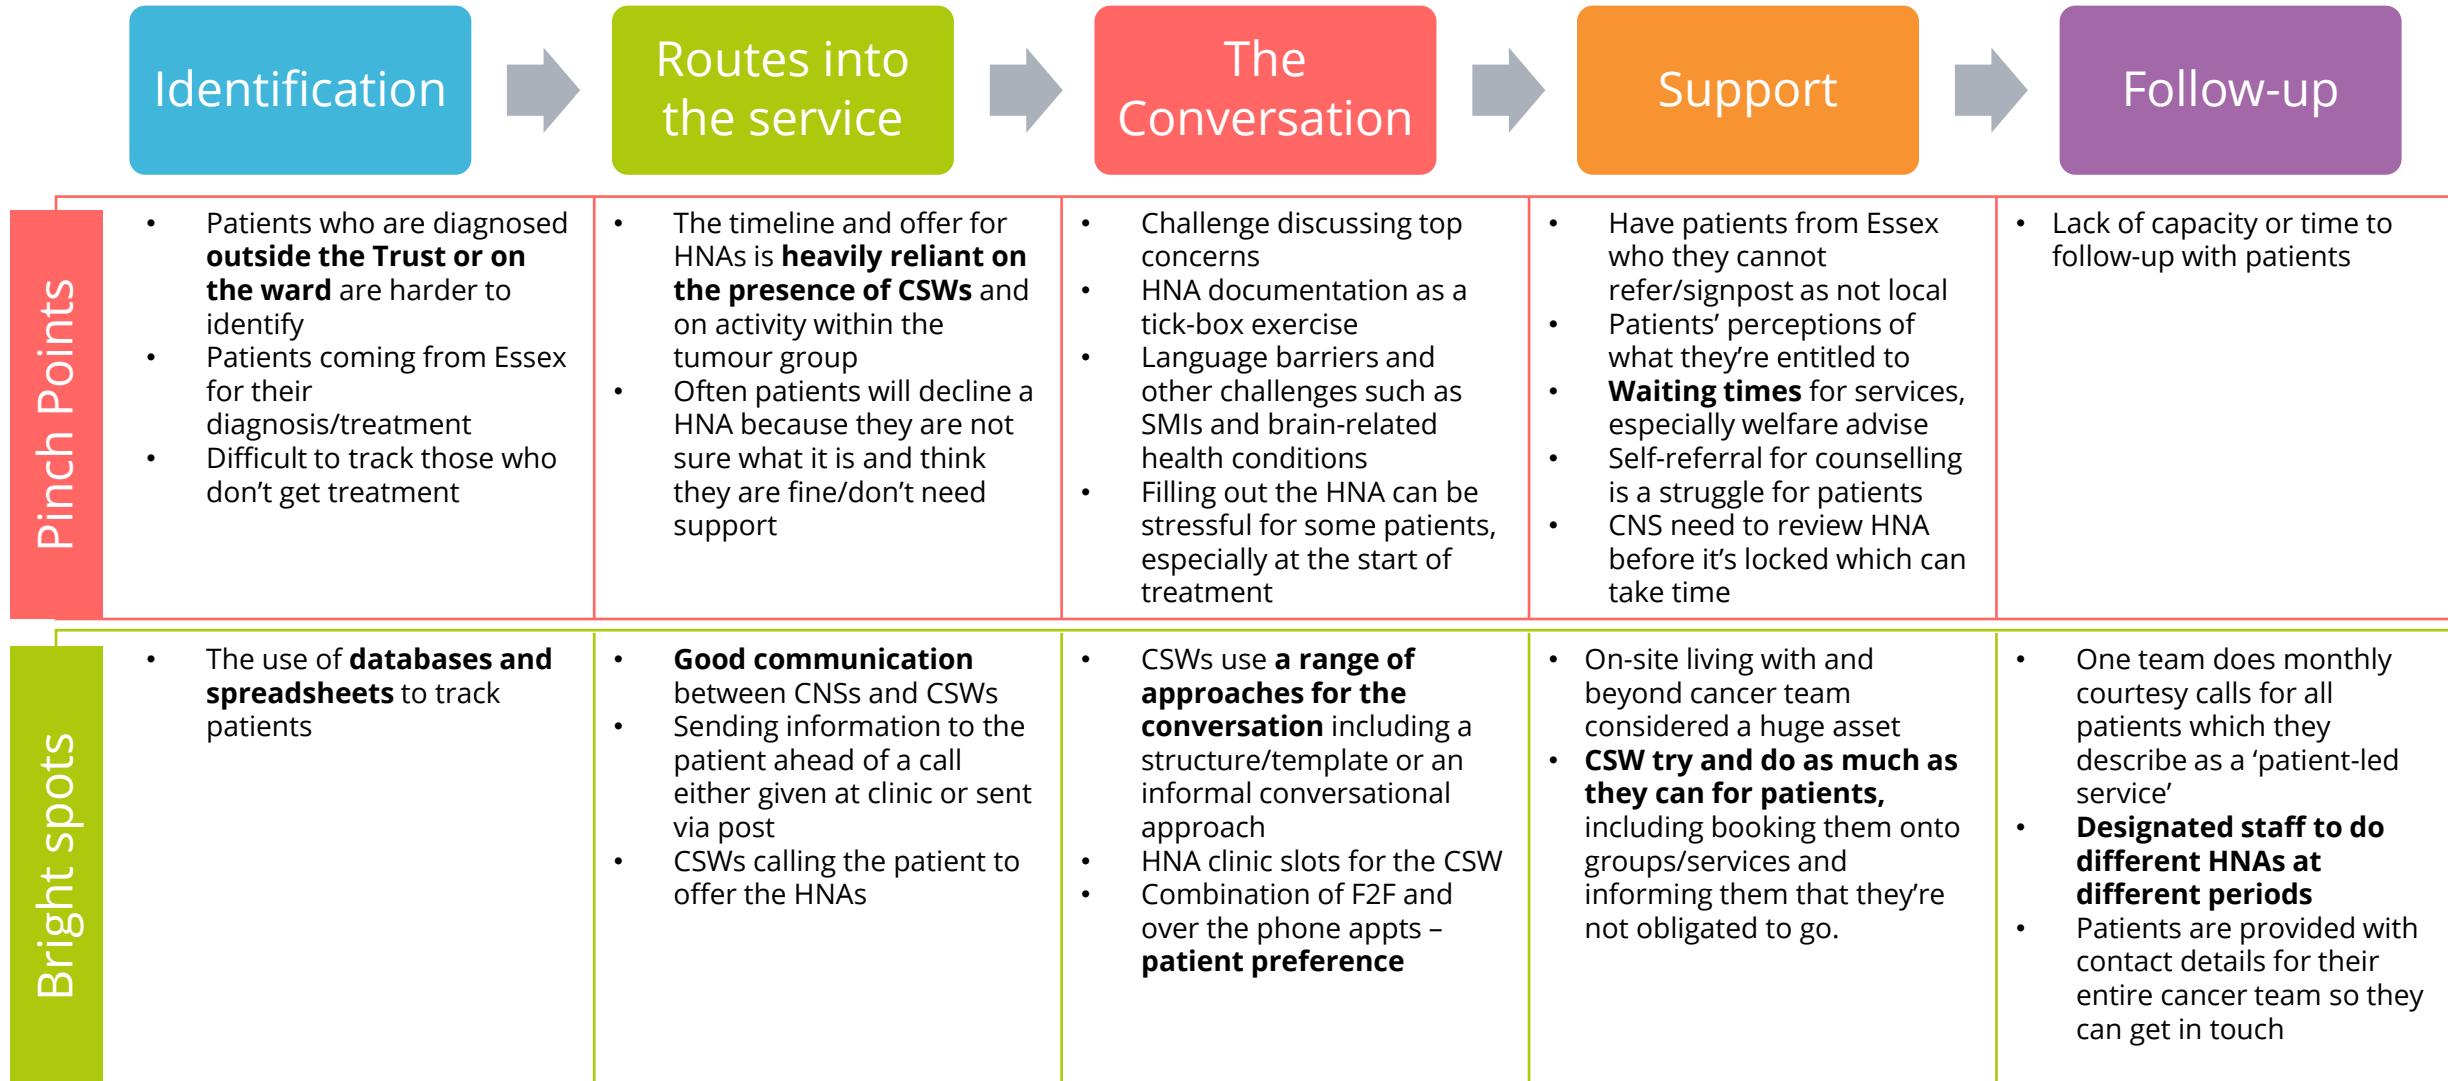 Identification
Routes into
the service
The
Conversation
Support
Follow-up
Pinch Points
• Patients who are diagnosed
outside the Trust or on
the ward are harder to
identify
• Patients coming from Essex
for their
diagnosis/treatment
• Difficult to track those who
don’t get treatment
• The timeline and offer for
HNAs is heavily reliant on
the presence of CSWs and
on activity within the
tumour group
• Often patients will decline a
HNA because they are not
sure what it is and think
they are fine/don’t need
support
• Challenge discussing top
concerns
• HNA documentation as a
tick-box exercise
• Language barriers and
other challenges such as
SMIs and brain-related
health conditions
• Filling out the HNA can be
stressful for some patients,
especially at the start of
treatment
• Have patients from Essex
who they cannot
refer/signpost as not local
• Patients’ perceptions of
what they’re entitled to
• Waiting times for services,
especially welfare advise
• Self-referral for counselling
is a struggle for patients
• CNS need to review HNA
before it’s locked which can
take time
• Lack of capacity or time to
follow-up with patients
Bright spots
• The use of databases and
spreadsheets to track
patients
• Good communication
between CNSs and CSWs
• Sending information to the
patient ahead of a call
either given at clinic or sent
via post
• CSWs calling the patient to
offer the HNAs
• CSWs use a range of
approaches for the
conversation including a
structure/template or an
informal conversational
approach
• HNA clinic slots for the CSW
• Combination of F2F and
over the phone appts –
patient preference
• On-site living with and
beyond cancer team
considered a huge asset
• CSW try and do as much as
they can for patients,
including booking them onto
groups/services and
informing them that they’re
not obligated to go.
• One team does monthly
courtesy calls for all
patients which they
describe as a ‘patient-led
service’
• Designated staff to do
different HNAs at
different periods
• Patients are provided with
contact details for their
entire cancer team so they
can get in touch